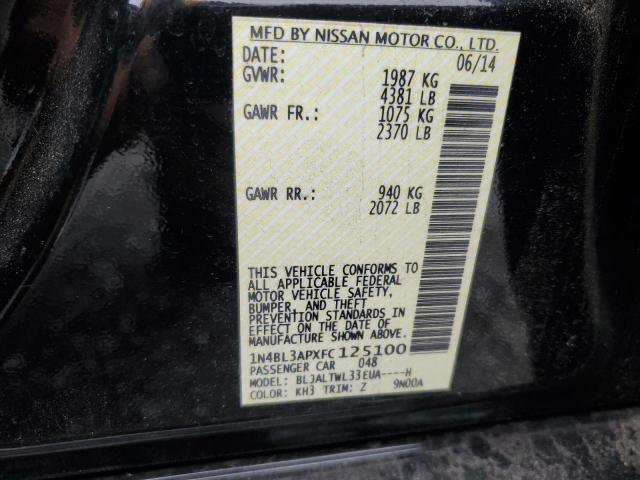 MFD BY NISSAN MOTOR CO., LTD.
DATE: 06/14
GVWR: 1987 KG
4381 LB
GAWR FR.: 1075 KG
2370 LB
GAWR RR.: 940 KG
2072 LB
THIS VEHICLE CONFORMS TO
ALL APPLICABLE FEDERAL
MOTOR VEHICLE SAFETY,
BUMPER, AND THEFT
PREVENTION STANDARDS IN
EFFECT ON THE DATE OF
MANUFACTURE SHOWN ABOVE.
1N4BL3APXFC125100
PASSENGER CAR 048
MODEL: BLJALTWL33EUA----H
COLOR: KH3 TRIM: Z 9N00A